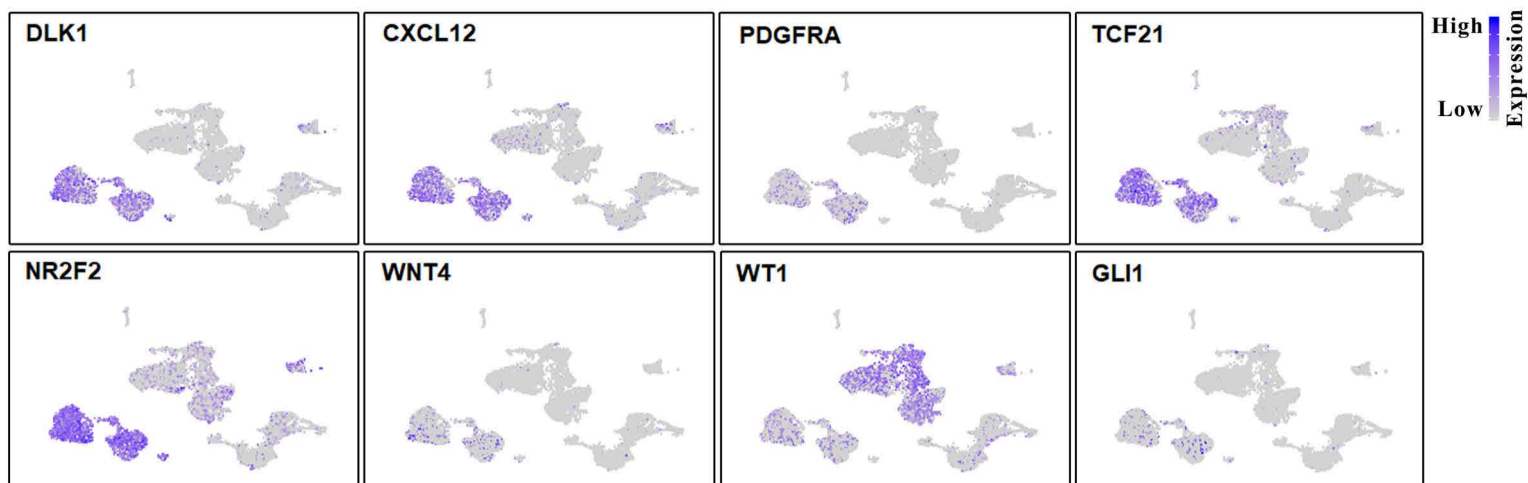 DLK1
CXCL12
PDGFRA
TCF21
High
Low
Expression
NR2F2
WNT4
WT1
GLI1